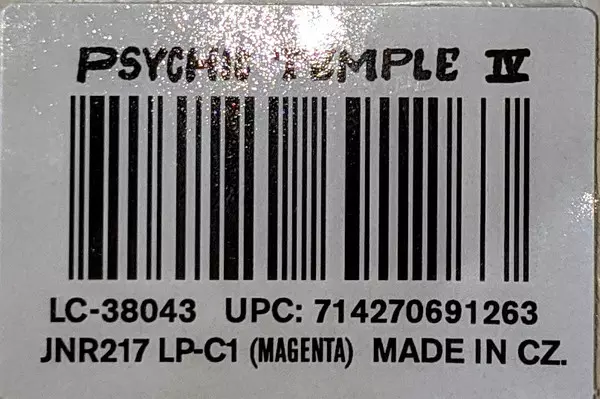 PSYCHIC TEMPLE IV
LC-38043 UPC: 714270691263
JNR217 LP-C1 (MAGENTA) MADE IN CZ.